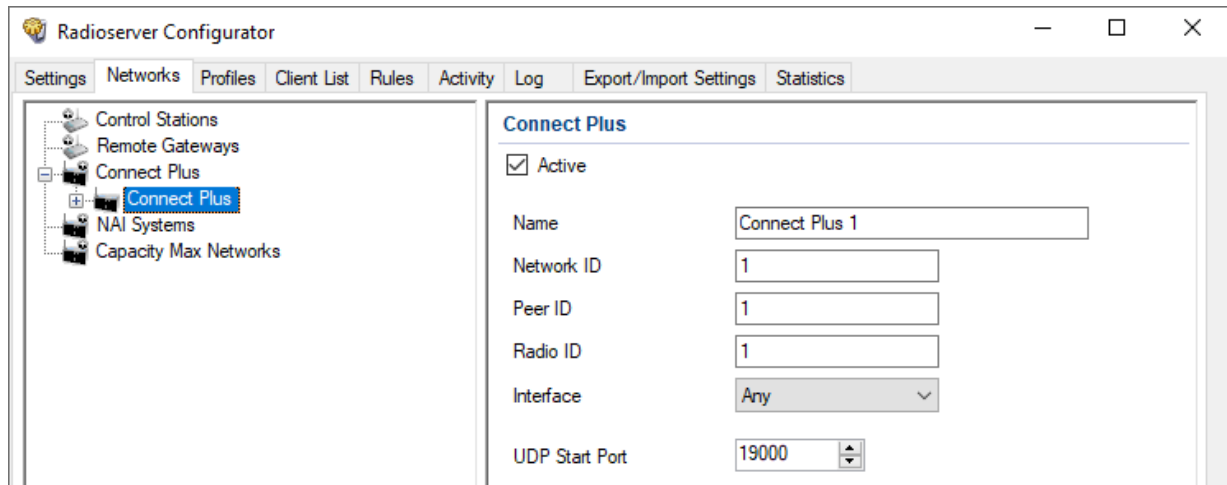 Radioserver Configurator
Settings Networks Profiles Client List Rules Activity Log Export/Import Settings Statistics
Control Stations
Remote Gateways
Connect Plus
Connect Plus
NAI Systems
Capacity Max Networks
Connect Plus
Active
Name Connect Plus 1
Network ID 1
Peer ID 1
Radio ID 1
Interface Any
UDP Start Port 19000